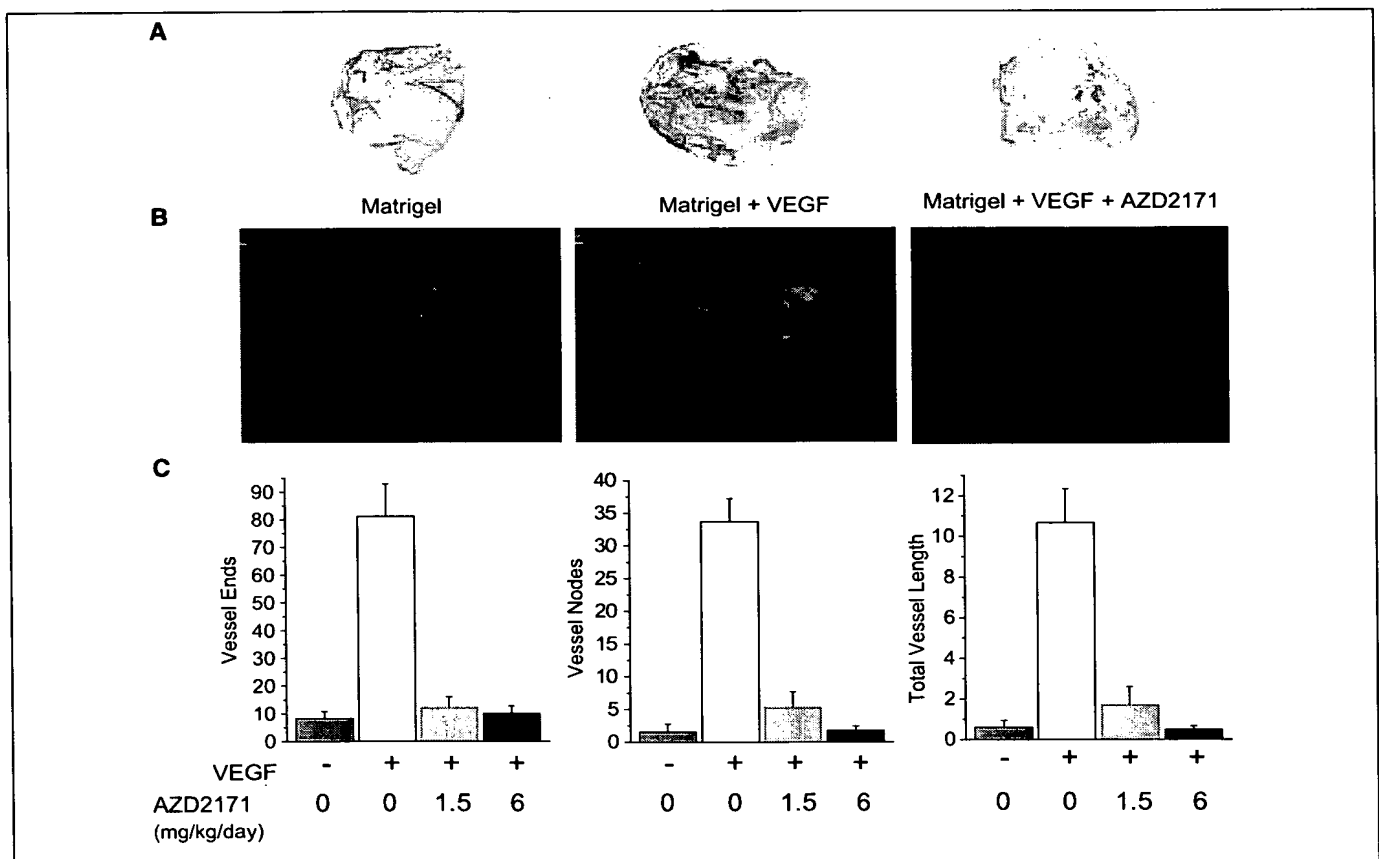 A
Matrigel
Matrigel + VEGF
Matrigel + VEGF + AZD2171
B
C
Vessel Ends
90
80
70
60
50
40
30
20
10
0
Vessel Nodes
40
35
30
25
20
15
10
5
0
Total Vessel Length
12
10
8
6
4
2
0
VEGF - + + + - + + + - + + +
AZD2171 0 0 1.5 6 0 0 1.5 6 0 0 1.5 6
(mg/kg/day)